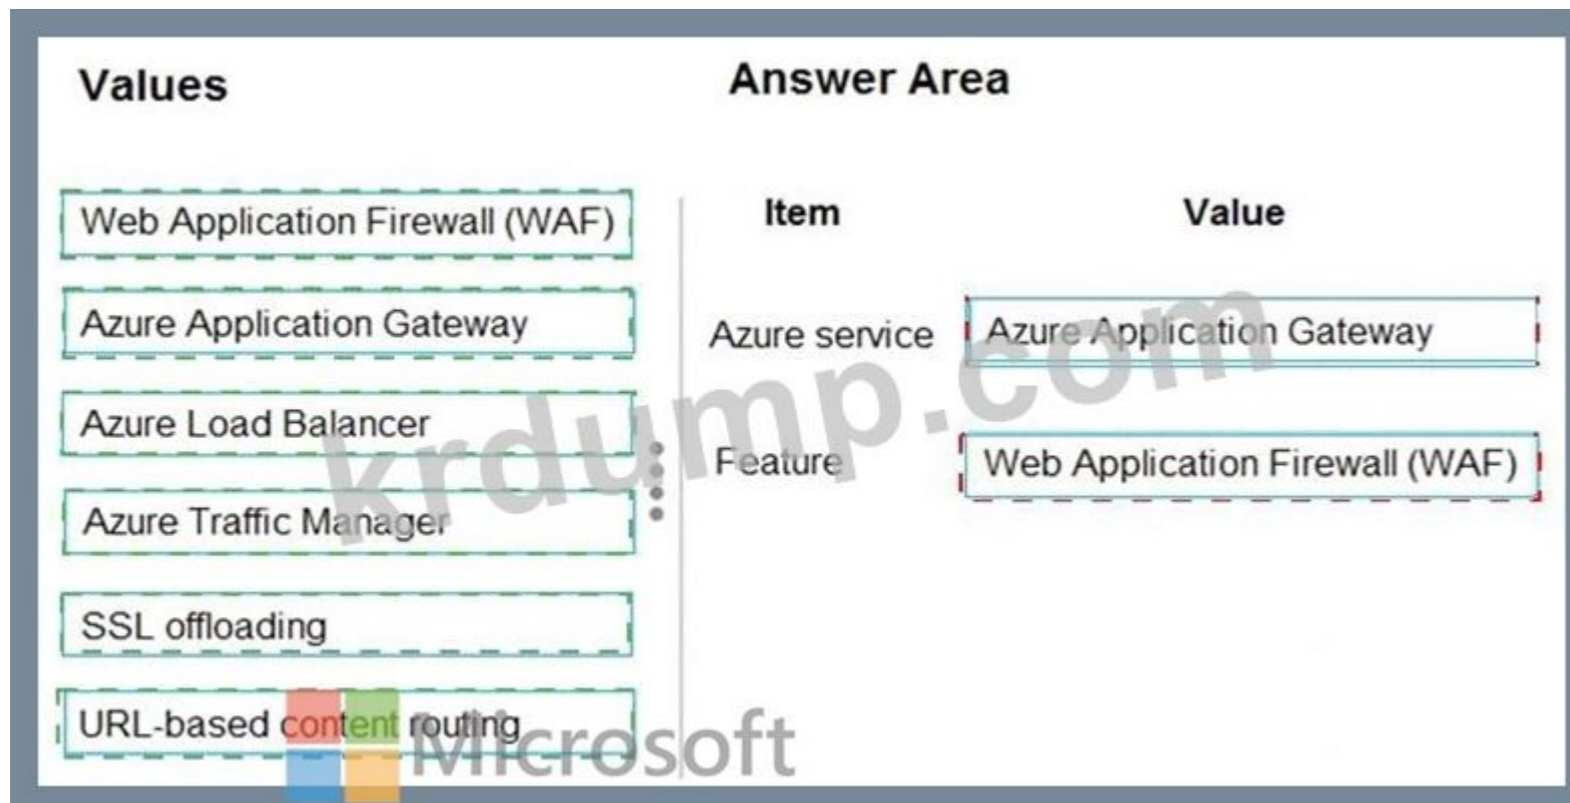 Values
Answer Area
Web Application Firewall (WAF)
Azure Application Gateway
Azure Load Balancer
Azure Traffic Manager
SSL offloading
URL-based content routing
Item
Value
Azure service
Azure Application Gateway
Feature
Web Application Firewall (WAF)
krdump.com
Microsoft